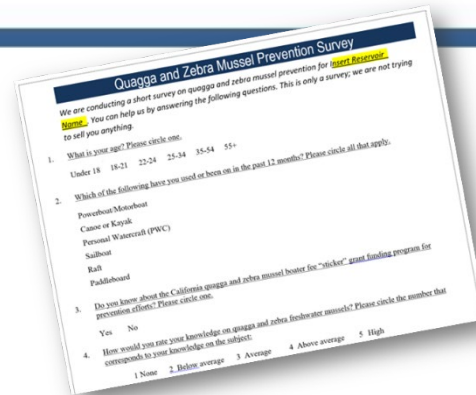 Quagga and Zebra Mussel Prevention Survey
We are conducting a short survey on quagga and zebra mussel prevention for Insert Reservoir
Name . You can help us by answering the following questions. This is only a survey; we are not trying
to sell you anything.
1. What is your age? Please circle one.
Under 18 18-21 22-24 25-34 35-54 55+
2. Which of the following have you used or been on in the past 12 months? Please circle all that apply.
Powerboat/Motorboat
Canoe or Kayak
Personal Watercraft (PWC)
Sailboat
Raft
Paddleboard
3. Do you know about the California quagga and zebra mussel boater fee "sticker" grant funding program for
prevention efforts? Please circle one.
Yes No
4. How would you rate your knowledge on quagga and zebra freshwater mussels? Please circle the number that
corresponds to your knowledge on the subject:
1 None 2 Below average 3 Average 4 Above average 5 High